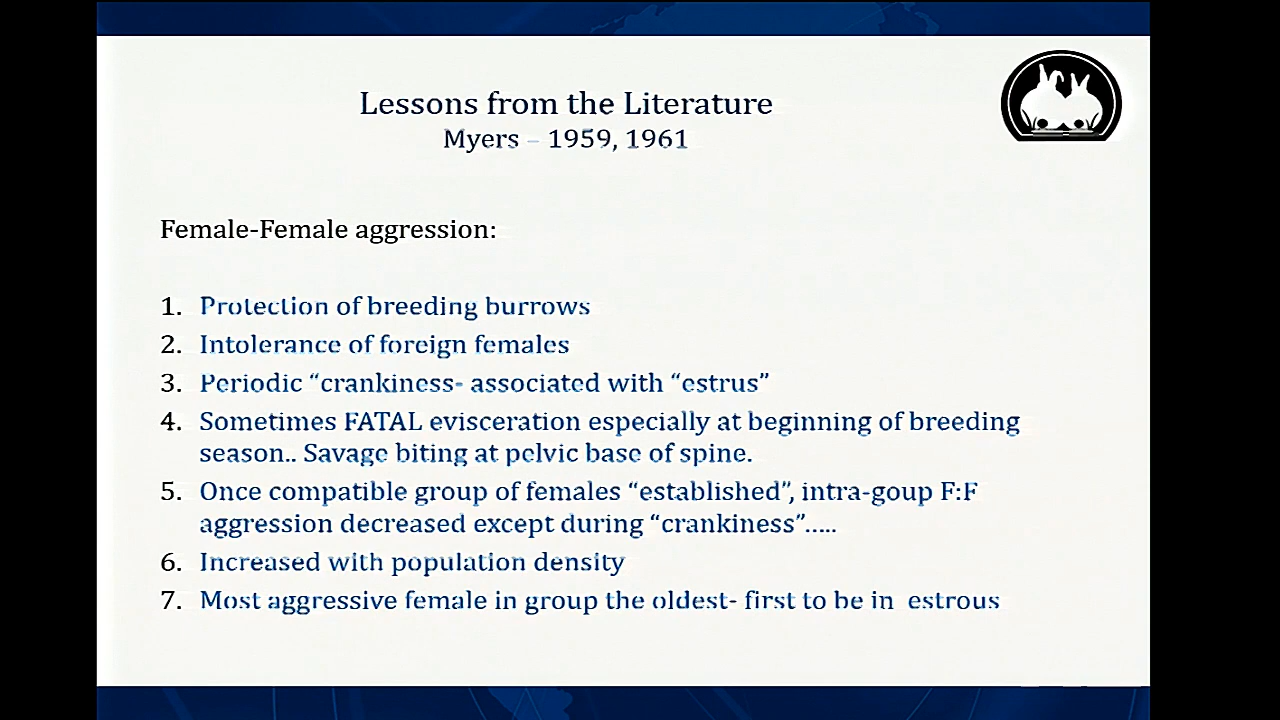 Lessons from the Literature
Myers – 1959, 1961
Female-Female aggression:
1. Protection of breeding burrows
2. Intolerance of foreign females
3. Periodic “crankiness- associated with “estrus”
4. Sometimes FATAL evisceration especially at beginning of breeding
season.. Savage biting at pelvic base of spine.
5. Once compatible group of females “established”, intra-goup F:F
aggression decreased except during “crankiness”.....
6. Increased with population density
7. Most aggressive female in group the oldest- first to be in estrous